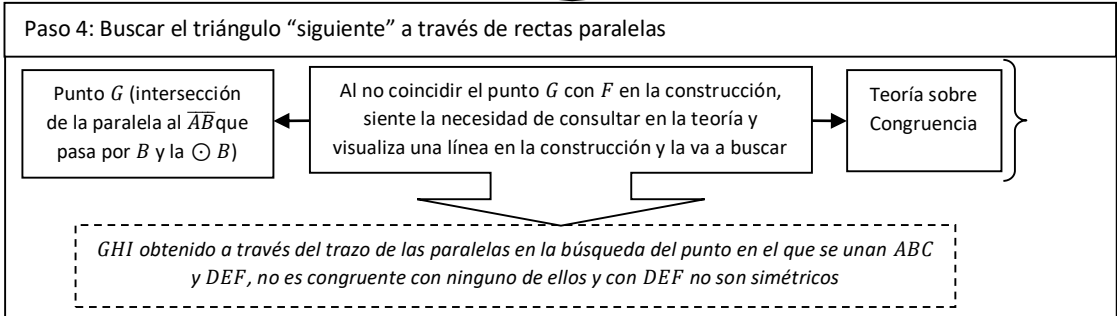 Paso 4: Buscar el triángulo “siguiente” a través de rectas paralelas
Punto G (intersección
de la paralela al \overline{AB} que
pasa por B y la ⊙ B)
Al no coincidir el punto G con F en la construcción,
siente la necesidad de consultar en la teoría y
visualiza una línea en la construcción y la va a buscar
Teoría sobre
Congruencia
GHI obtenido a través del trazo de las paralelas en la búsqueda del punto en el que se unan ABC
y DEF, no es congruente con ninguno de ellos y con DEF no son simétricos